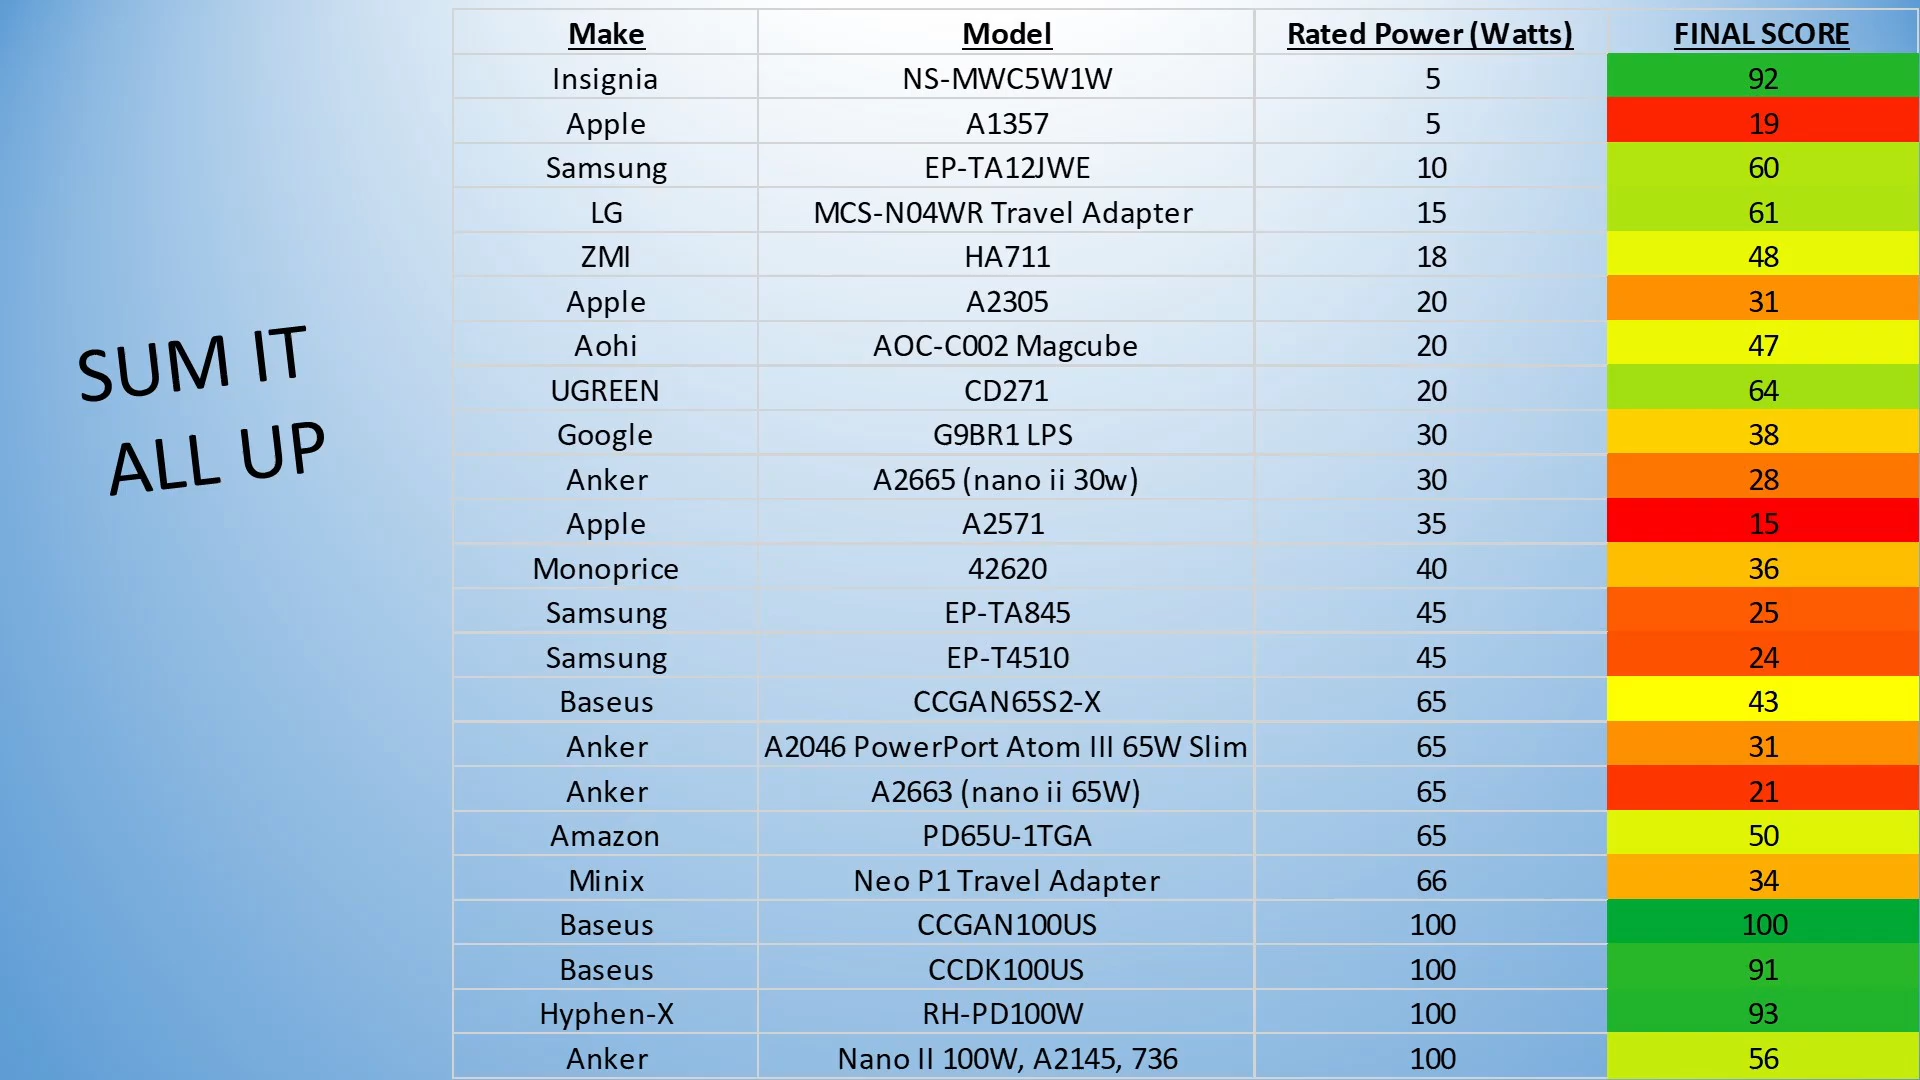 SUM IT
ALL UP
Make Model Rated Power (Watts) FINAL SCORE
Insignia NS-MWC5W1W 5 92
Apple A1357 5 19
Samsung EP-TA12JWE 10 60
LG MCS-N04WR Travel Adapter 15 61
ZMI HA711 18 48
Apple A2305 20 31
Aohi AOC-C002 Magcube 20 47
UGREEN CD271 20 64
Google G9BR1 LPS 30 38
Anker A2665 (nano ii 30w) 30 28
Apple A2571 35 15
Monoprice 42620 40 36
Samsung EP-TA845 45 25
Samsung EP-T4510 45 24
Baseus CCGAN65S2-X 65 43
Anker A2046 PowerPort Atom III 65W Slim 65 31
Anker A2663 (nano ii 65W) 65 21
Amazon PD65U-1TGA 65 50
Minix Neo P1 Travel Adapter 66 34
Baseus CCGAN100US 100 100
Baseus CCDK100US 100 91
Hyphen-X RH-PD100W 100 93
Anker Nano II 100W, A2145, 736 100 56